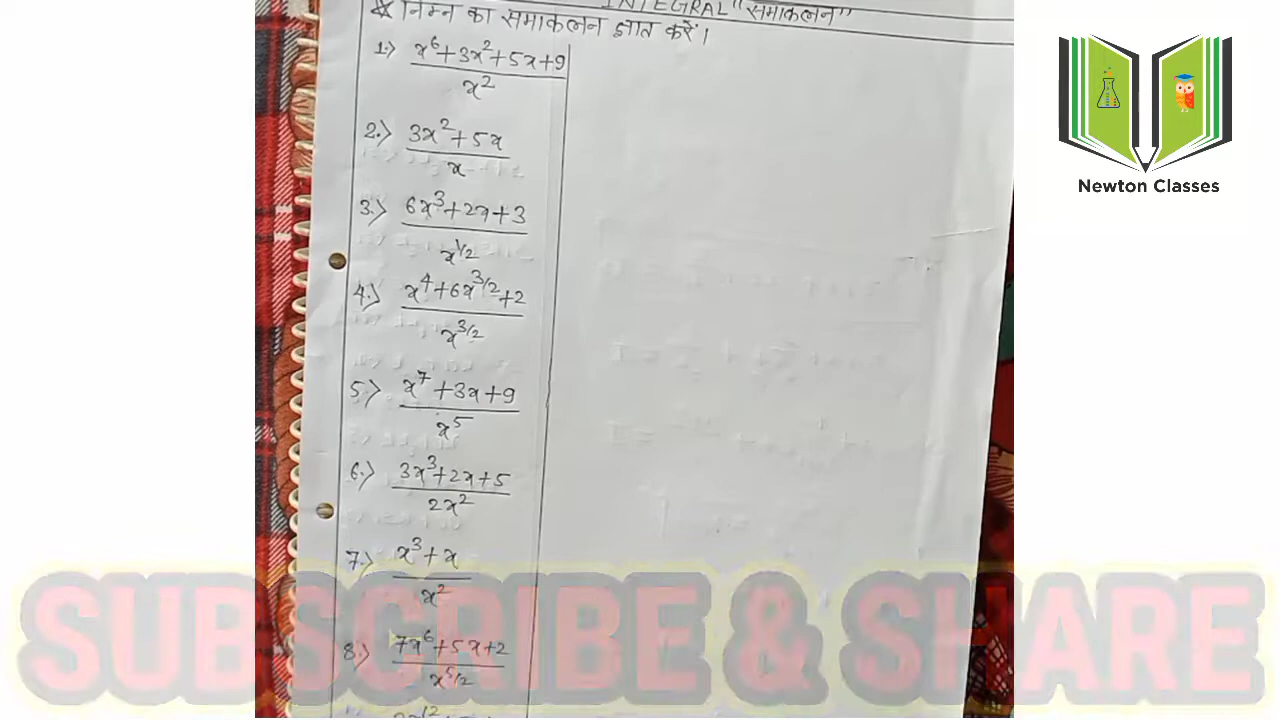 INTEGRAL "समाकलन"
☆ निम्न का समाकलन ज्ञात करें।
1.) (x⁶+3x²+5x+9)/x²
2.) (3x²+5x)/x
3.) (6x³+2x+3)/x^(1/2)
4.) (x⁴+6x^(3/2)+2)/x^(3/2)
5.) (x⁷+3x+9)/x⁵
6.) (3x³+2x+5)/2x²
7.) (x³+x)/x²
8.) (7x⁶+5x+2)/x^(5/2)
Newton Classes
SUBSCRIBE & SHARE